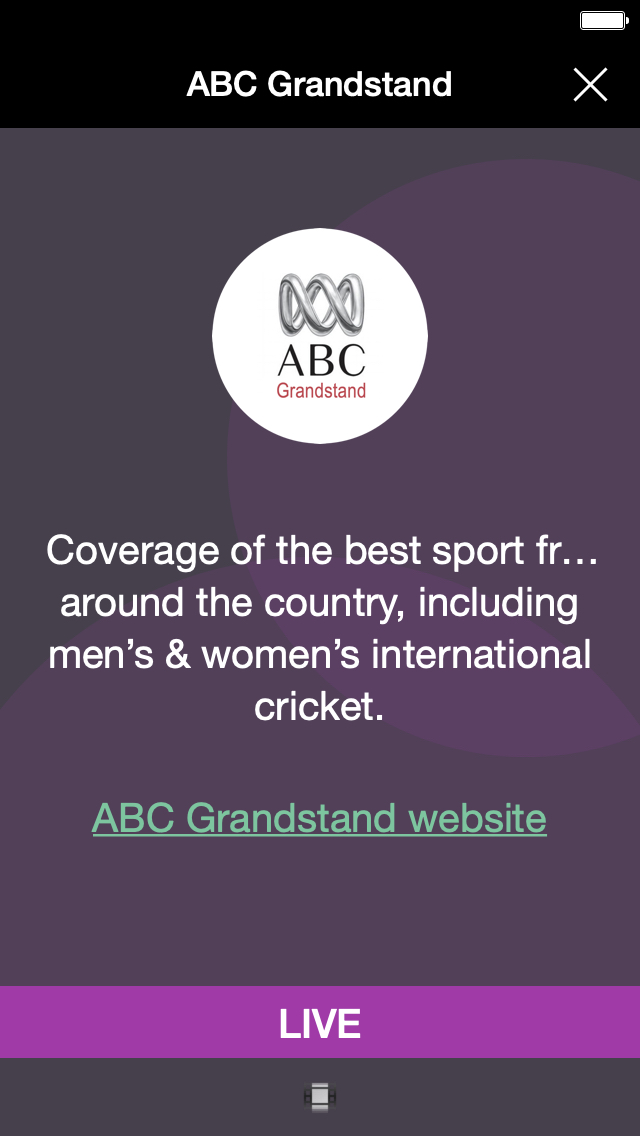 ABC Grandstand
ABC
Grandstand
Coverage of the best sport fr…
around the country, including
men’s & women’s international
cricket.
ABC Grandstand website
LIVE